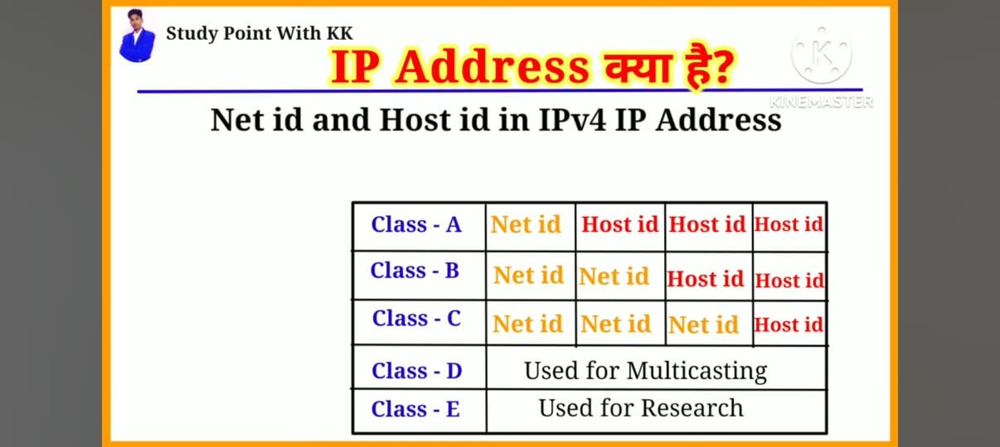 Study Point With KK
IP Address क्या है?
K
KINEMASTER
Net id and Host id in IPv4 IP Address
Class - A Net id Host id Host id Host id
Class - B Net id Net id Host id Host id
Class - C Net id Net id Net id Host id
Class - D Used for Multicasting
Class - E Used for Research